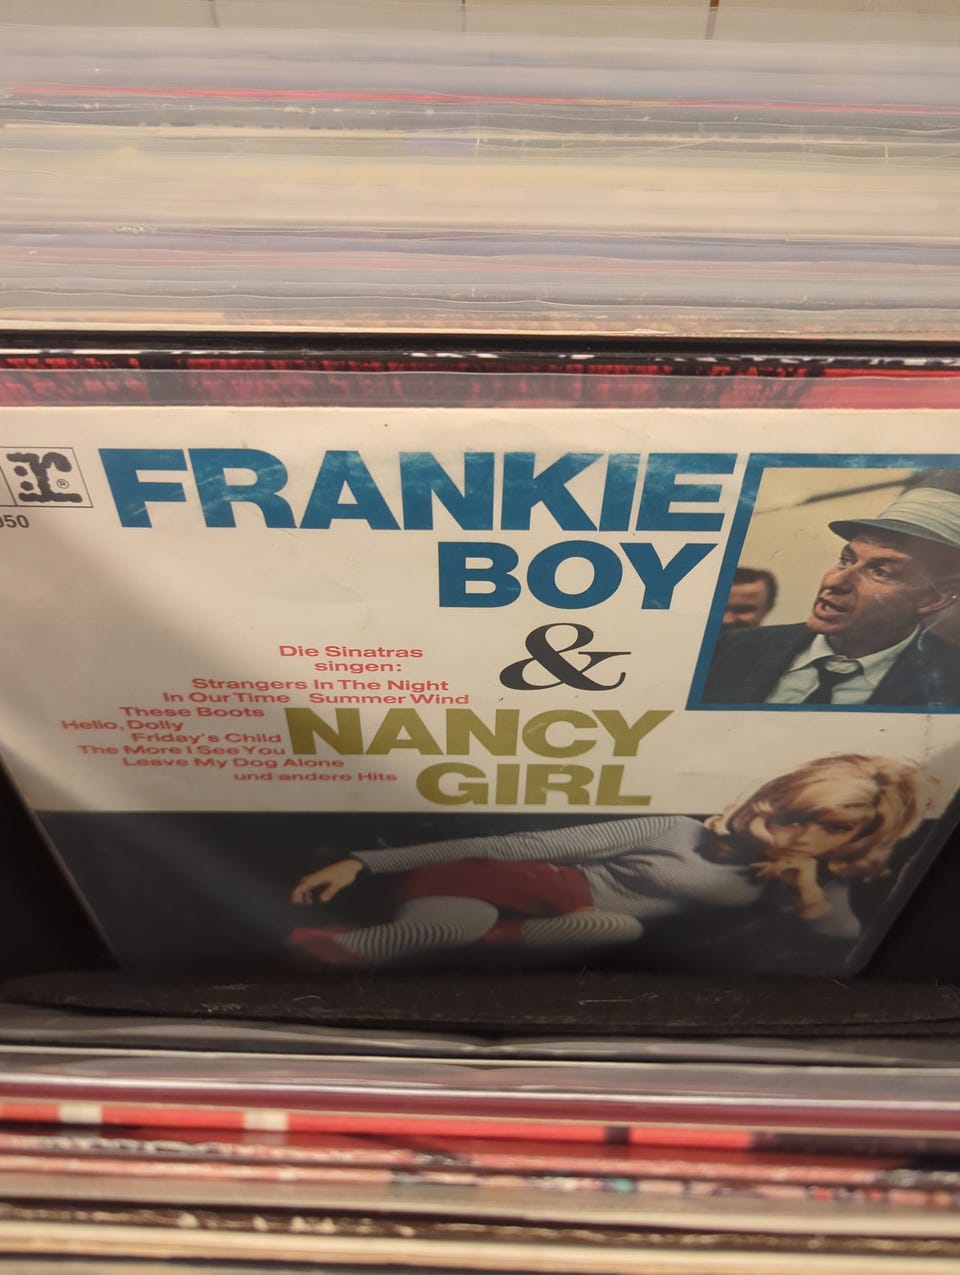 FRANKIE
r®
BOY
&
Die Sinatras
singen:
Strangers In The Night
In Our Time Summer Wind
These Boots
Hello, Dolly
Friday's Child
The More I See You
Leave My Dog Alone
und andere Hits
NANCY
GIRL